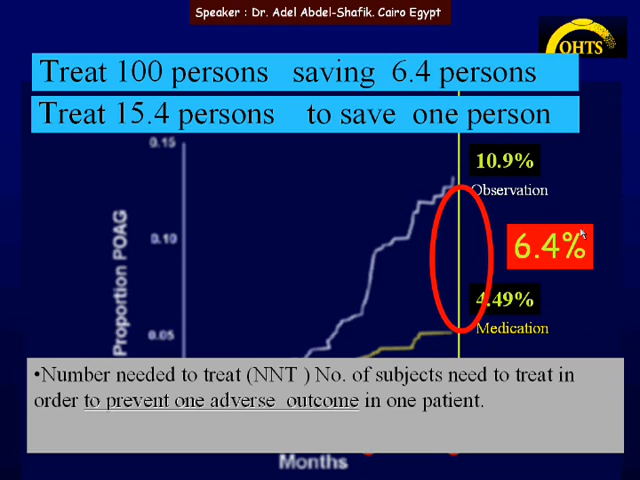 Speaker : Dr. Adel Abdel-Shafik. Cairo Egypt
OHTS
Treat 100 persons saving 6.4 persons
Treat 15.4 persons to save one person
0.15
10.9%
Observation
0.10
6.4%
Proportion POAG
4.49%
0.05
Medication
•Number needed to treat (NNT ) No. of subjects need to treat in
order to prevent one adverse outcome in one patient.
Months